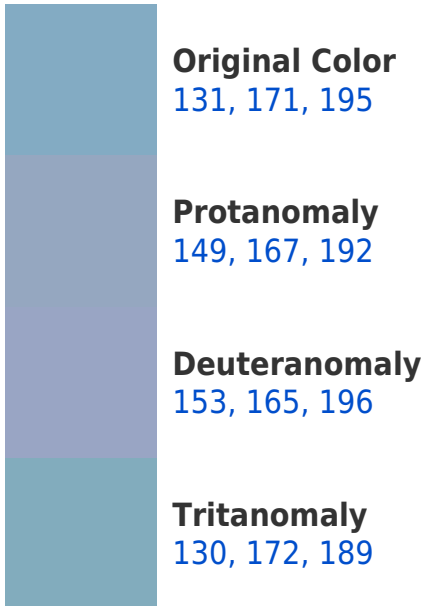 Original Color
131, 171, 195
Protanomaly
149, 167, 192
Deuteranomaly
153, 165, 196
Tritanomaly
130, 172, 189